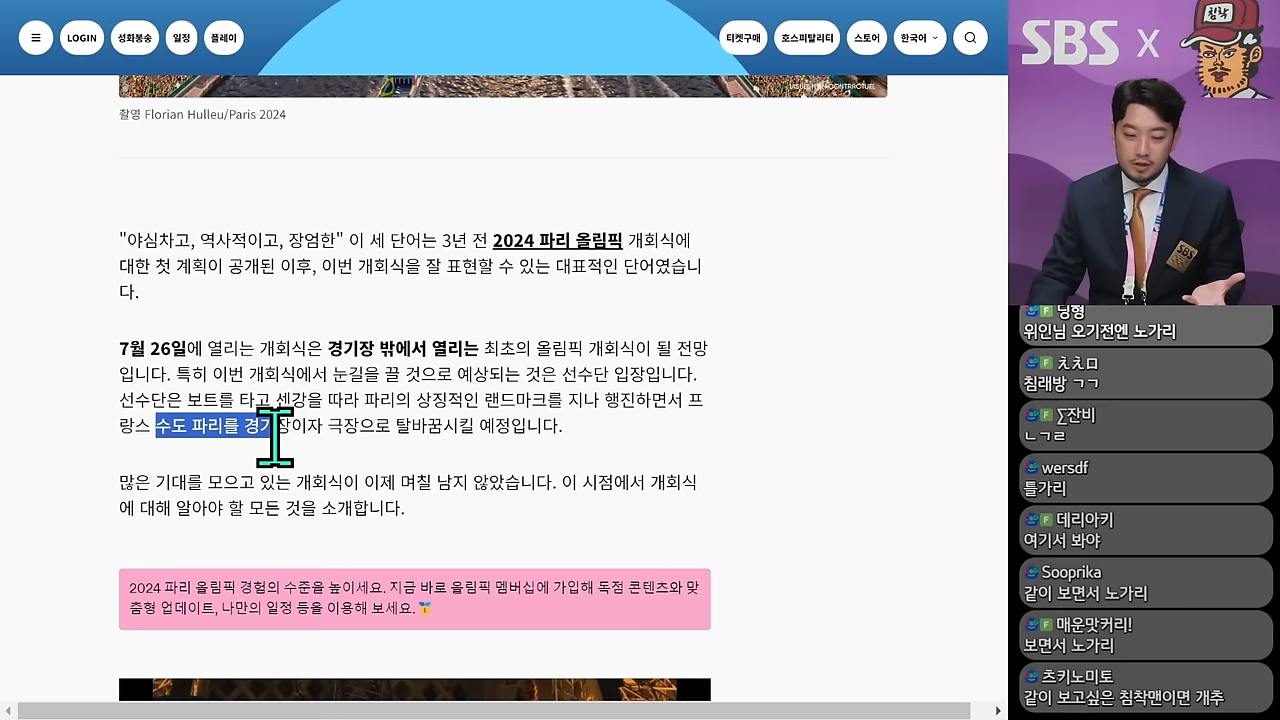 LOGIN
성화봉송
일정
플레이
티켓구매
호스피탈리티
스토어
한국어
SBS X
침착
VISUEL NON CONTRACTUEL
촬영 Florian Hulleu/Paris 2024
"야심차고, 역사적이고, 장엄한" 이 세 단어는 3년 전 2024 파리 올림픽 개회식에
대한 첫 계획이 공개된 이후, 이번 개회식을 잘 표현할 수 있는 대표적인 단어였습니
다.
7월 26일에 열리는 개회식은 경기장 밖에서 열리는 최초의 올림픽 개회식이 될 전망
입니다. 특히 이번 개회식에서 눈길을 끌 것으로 예상되는 것은 선수단 입장입니다.
선수단은 보트를 타고 센강을 따라 파리의 상징적인 랜드마크를 지나 행진하면서 프
랑스 수도 파리를 경기장이자 극장으로 탈바꿈시킬 예정입니다.
많은 기대를 모으고 있는 개회식이 이제 며칠 남지 않았습니다. 이 시점에서 개회식
에 대해 알아야 할 모든 것을 소개합니다.
2024 파리 올림픽 경험의 수준을 높이세요. 지금 바로 올림픽 멤버십에 가입해 독점 콘텐츠와 맞
춤형 업데이트, 나만의 일정 등을 이용해 보세요.🏅
SBS
F 딩형
위인님 오기전엔 노가리
F ええㅁ
침래방 ㄱㄱ
F ∑잔비
ㄴㄱㄹ
wersdf
틀가리
F 데리아키
여기서 봐야
Sooprika
같이 보면서 노가리
F 매운맛커리!
보면서 노가리
츠키노미토
같이 보고싶은 침착맨이면 개추